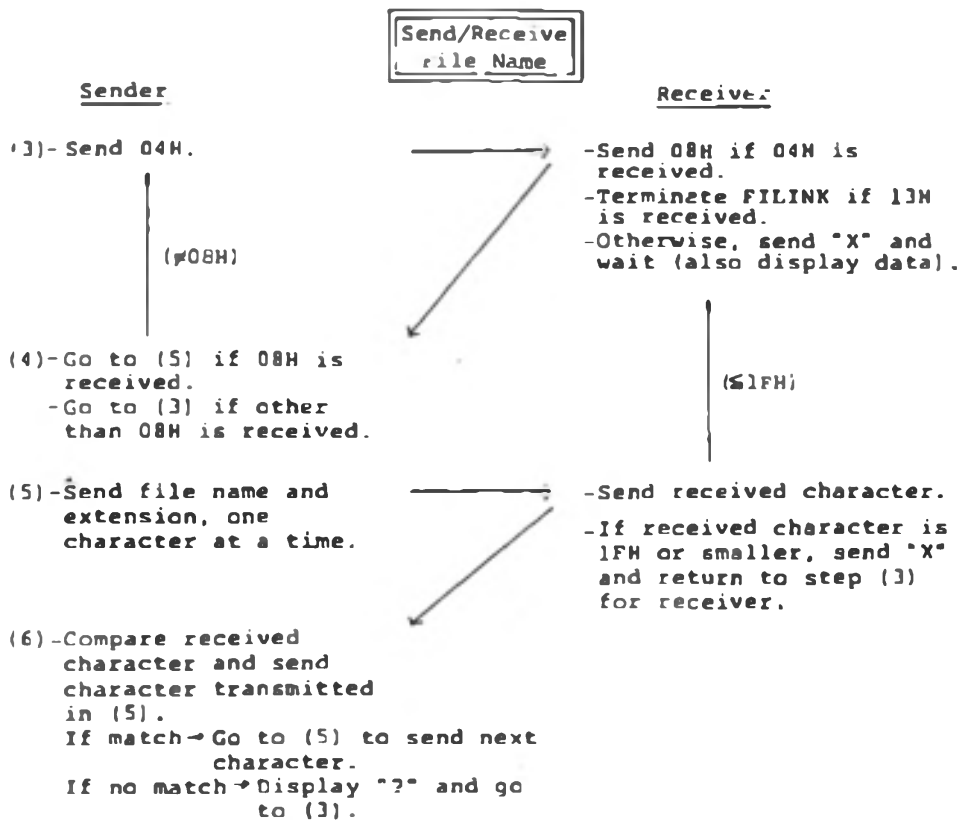 Send/Receive
File Name
Sender
Receiver
(3)- Send 04H.
(≠08H)
(4)-Go to (5) if 08H is
received.
-Go to (3) if other
than 08H is received.
(5)-Send file name and
extension, one
character at a time.
(6)-Compare received
character and send
character transmitted
in (5).
If match→Go to (5) to send next
character.
If no match→Display "?" and go
to (3).
-Send 08H if 04H is
received.
-Terminate FILINK if 13H
is received.
-Otherwise, send "X" and
wait (also display data).
(≦1FH)
-Send received character.
-If received character is
1FH or smaller, send "X"
and return to step (3)
for receiver.